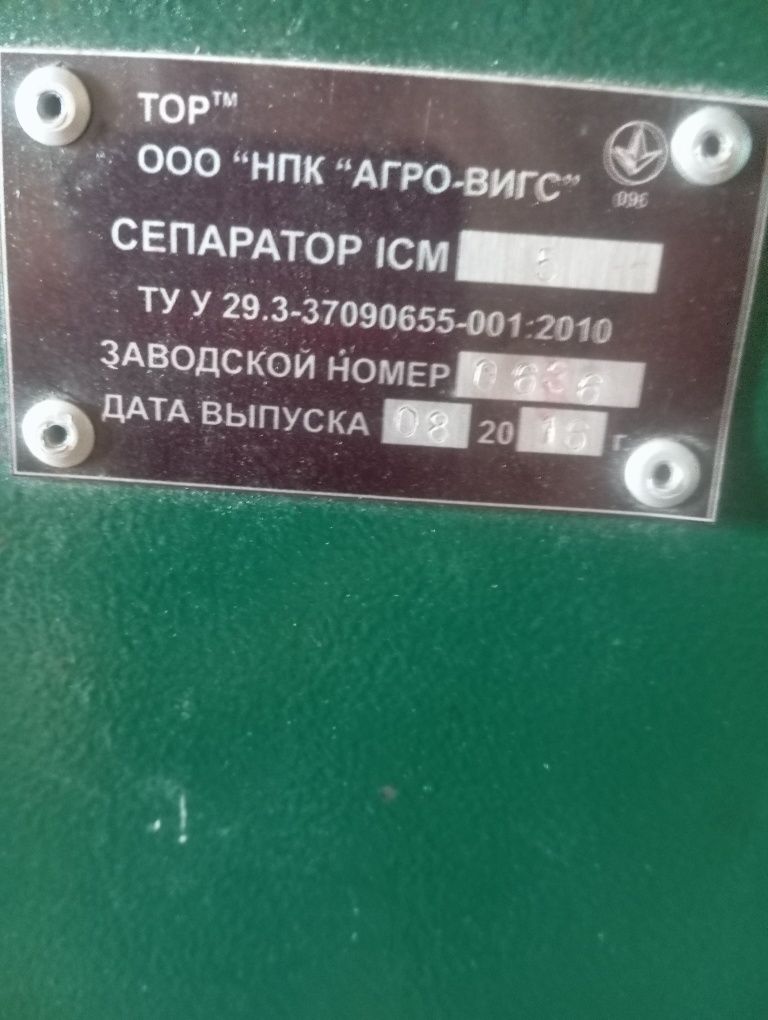 ТОР™
ООО “НПК “АГРО-ВИГС”
096
СЕПАРАТОР ІСМ 5
ТУ У 29.3-37090655-001:2010
ЗАВОДСКОЙ НОМЕР 0636
ДАТА ВЫПУСКА 08 20 16 г.